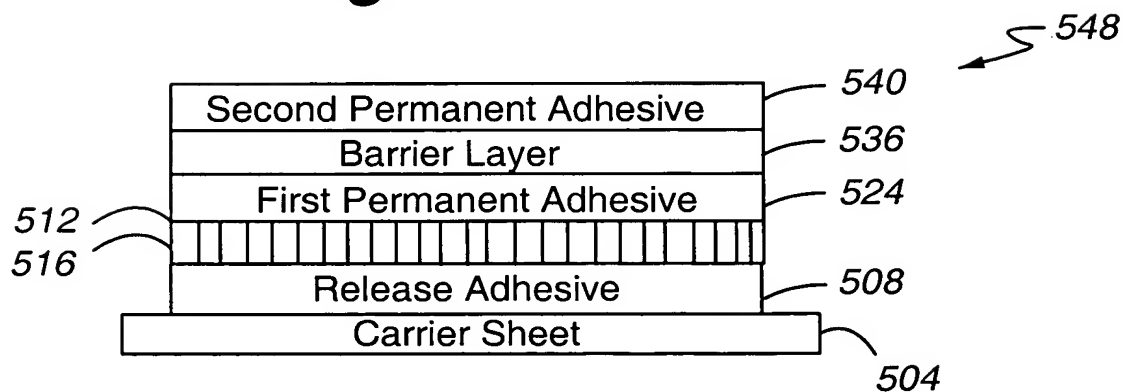 548
Second Permanent Adhesive
540
Barrier Layer
536
First Permanent Adhesive
524
512
516
Release Adhesive
508
Carrier Sheet
504